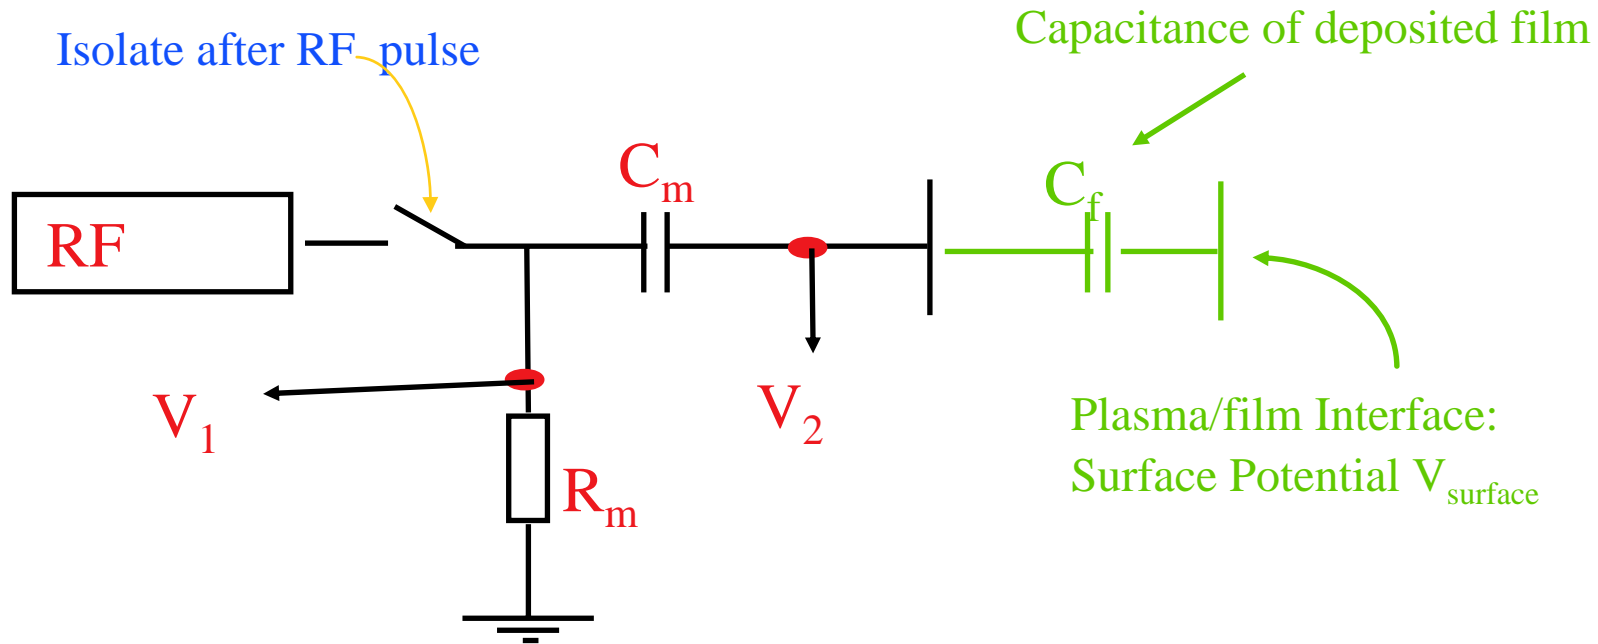 Capacitance of deposited film
Isolate after RF pulse
Cm
Cf
RF
V1
V2
Rm
Plasma/film Interface:
Surface Potential Vsurface